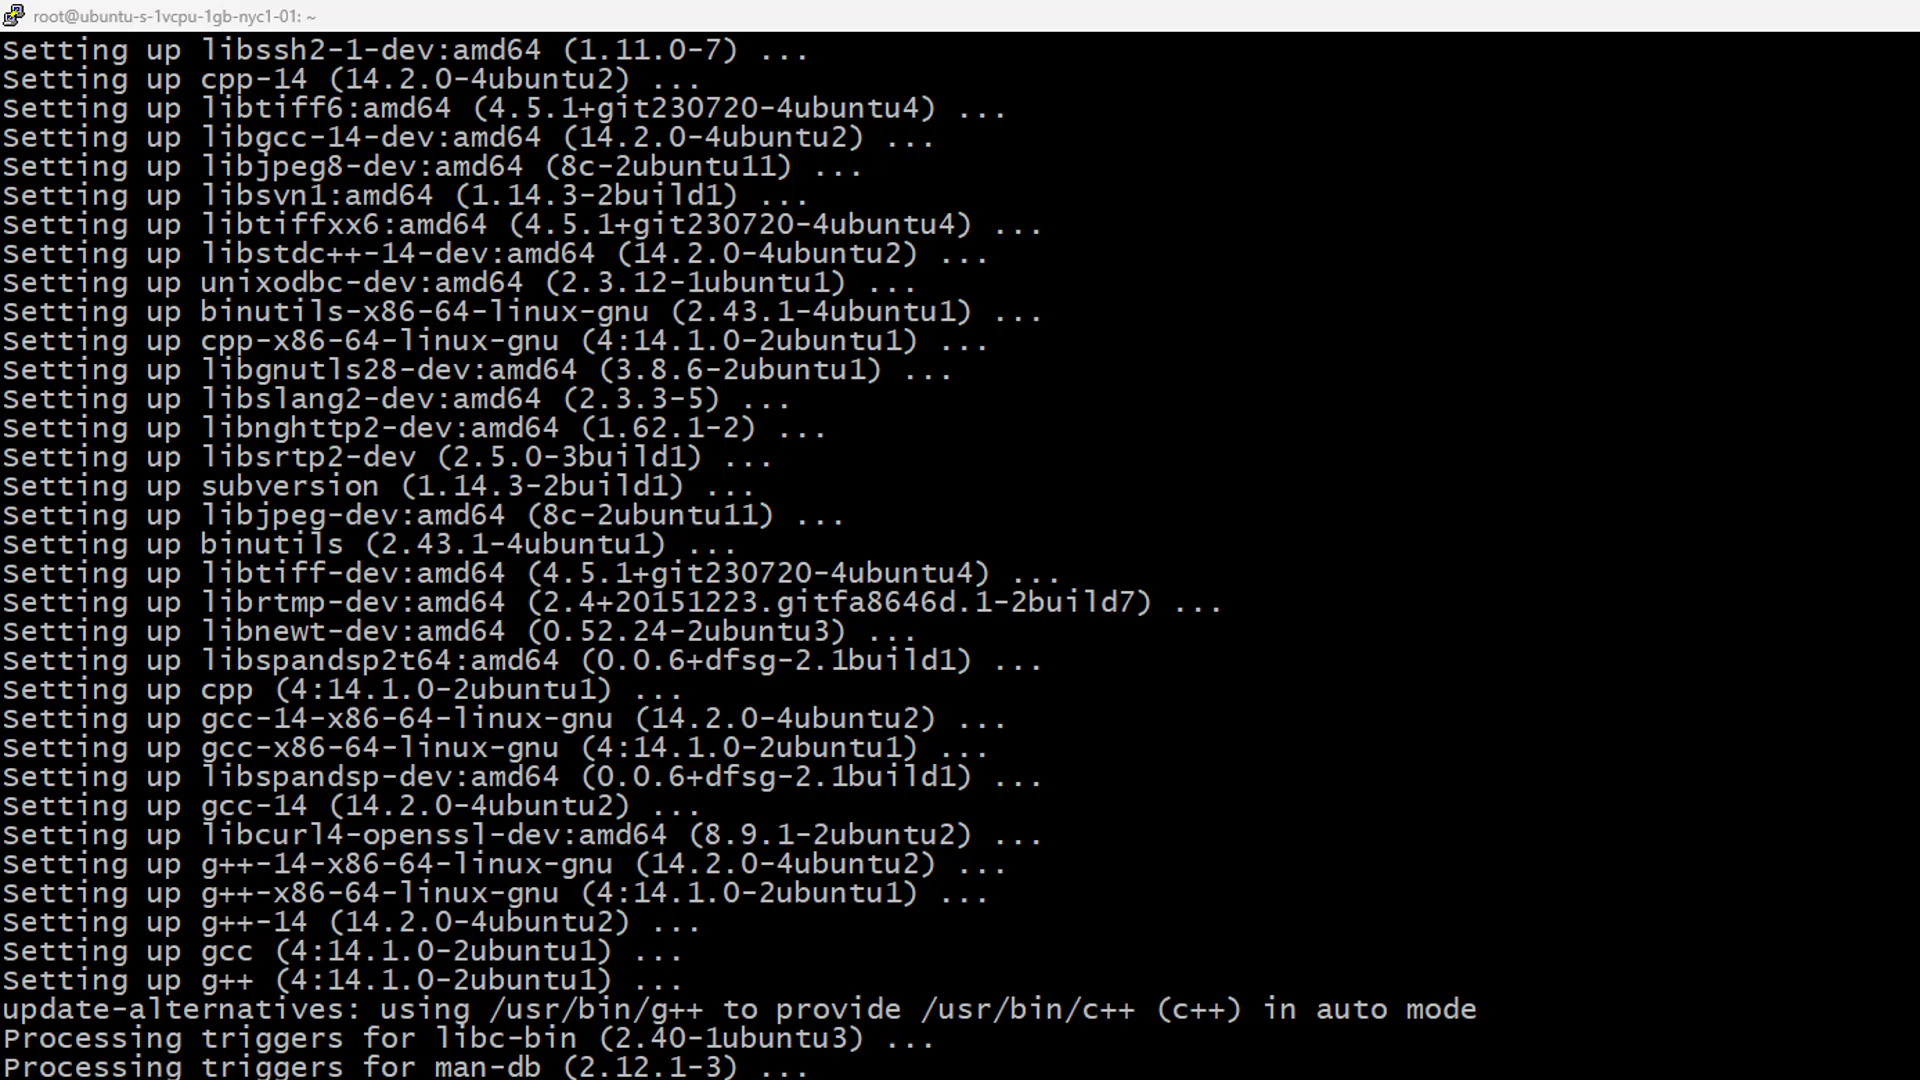 root@ubuntu-s-1vcpu-1gb-nyc1-01: ~
Setting up libssh2-1-dev:amd64 (1.11.0-7) ...
Setting up cpp-14 (14.2.0-4ubuntu2) ...
Setting up libtiff6:amd64 (4.5.1+git230720-4ubuntu4) ...
Setting up libgcc-14-dev:amd64 (14.2.0-4ubuntu2) ...
Setting up libjpeg8-dev:amd64 (8c-2ubuntu11) ...
Setting up libsvn1:amd64 (1.14.3-2build1) ...
Setting up libtiffxx6:amd64 (4.5.1+git230720-4ubuntu4) ...
Setting up libstdc++-14-dev:amd64 (14.2.0-4ubuntu2) ...
Setting up unixodbc-dev:amd64 (2.3.12-1ubuntu1) ...
Setting up binutils-x86-64-linux-gnu (2.43.1-4ubuntu1) ...
Setting up cpp-x86-64-linux-gnu (4:14.1.0-2ubuntu1) ...
Setting up libgnutls28-dev:amd64 (3.8.6-2ubuntu1) ...
Setting up libslang2-dev:amd64 (2.3.3-5) ...
Setting up libnghttp2-dev:amd64 (1.62.1-2) ...
Setting up libsrtp2-dev (2.5.0-3build1) ...
Setting up subversion (1.14.3-2build1) ...
Setting up libjpeg-dev:amd64 (8c-2ubuntu11) ...
Setting up binutils (2.43.1-4ubuntu1) ...
Setting up libtiff-dev:amd64 (4.5.1+git230720-4ubuntu4) ...
Setting up librtmp-dev:amd64 (2.4+20151223.gitfa8646d.1-2build7) ...
Setting up libnewt-dev:amd64 (0.52.24-2ubuntu3) ...
Setting up libspandsp2t64:amd64 (0.0.6+dfsg-2.1build1) ...
Setting up cpp (4:14.1.0-2ubuntu1) ...
Setting up gcc-14-x86-64-linux-gnu (14.2.0-4ubuntu2) ...
Setting up gcc-x86-64-linux-gnu (4:14.1.0-2ubuntu1) ...
Setting up libspandsp-dev:amd64 (0.0.6+dfsg-2.1build1) ...
Setting up gcc-14 (14.2.0-4ubuntu2) ...
Setting up libcurl4-openssl-dev:amd64 (8.9.1-2ubuntu2) ...
Setting up g++-14-x86-64-linux-gnu (14.2.0-4ubuntu2) ...
Setting up g++-x86-64-linux-gnu (4:14.1.0-2ubuntu1) ...
Setting up g++-14 (14.2.0-4ubuntu2) ...
Setting up gcc (4:14.1.0-2ubuntu1) ...
Setting up g++ (4:14.1.0-2ubuntu1) ...
update-alternatives: using /usr/bin/g++ to provide /usr/bin/c++ (c++) in auto mode
Processing triggers for libc-bin (2.40-1ubuntu3) ...
Processing triggers for man-db (2.12.1-3) ...